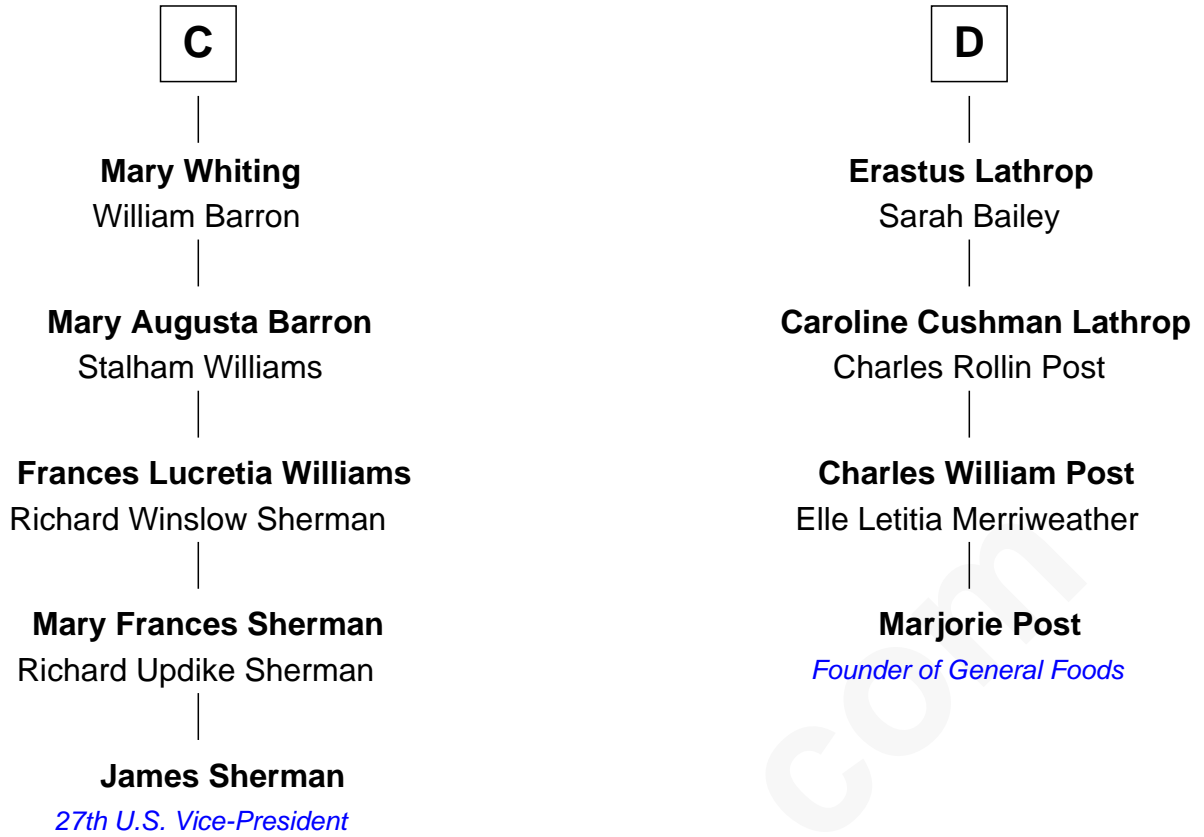 C
Mary Whiting
William Barron
Mary Augusta Barron
Stalham Williams
Frances Lucretia Williams
Richard Winslow Sherman
Mary Frances Sherman
Richard Updike Sherman
James Sherman
27th U.S. Vice-President
D
Erastus Lathrop
Sarah Bailey
Caroline Cushman Lathrop
Charles Rollin Post
Charles William Post
Elle Letitia Merriweather
Marjorie Post
Founder of General Foods
com